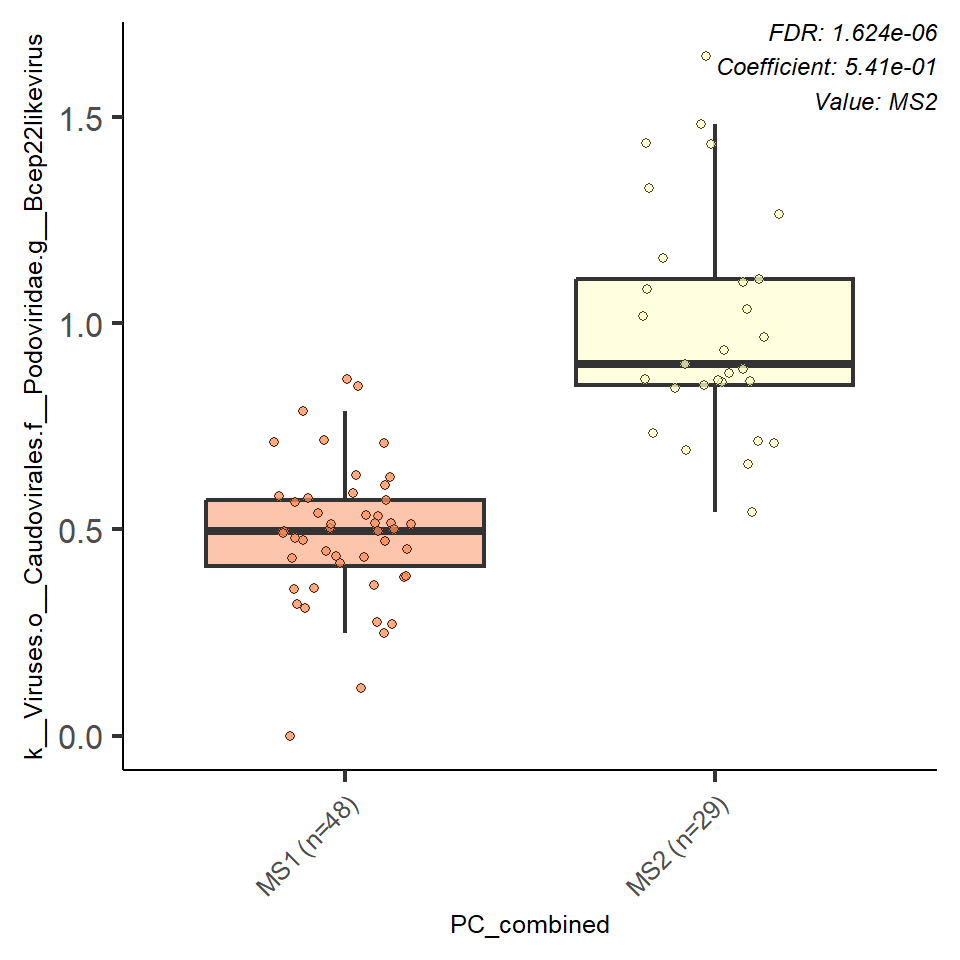 FDR: 1.624e-06
Coefficient: 5.41e-01
Value: MS2
k__Viruses.o__Caudovirales.f__Podoviridae.g__Bcep22likevirus
1.5
1.0
0.5
0.0
MS1 (n=48)
MS2 (n=29)
PC_combined